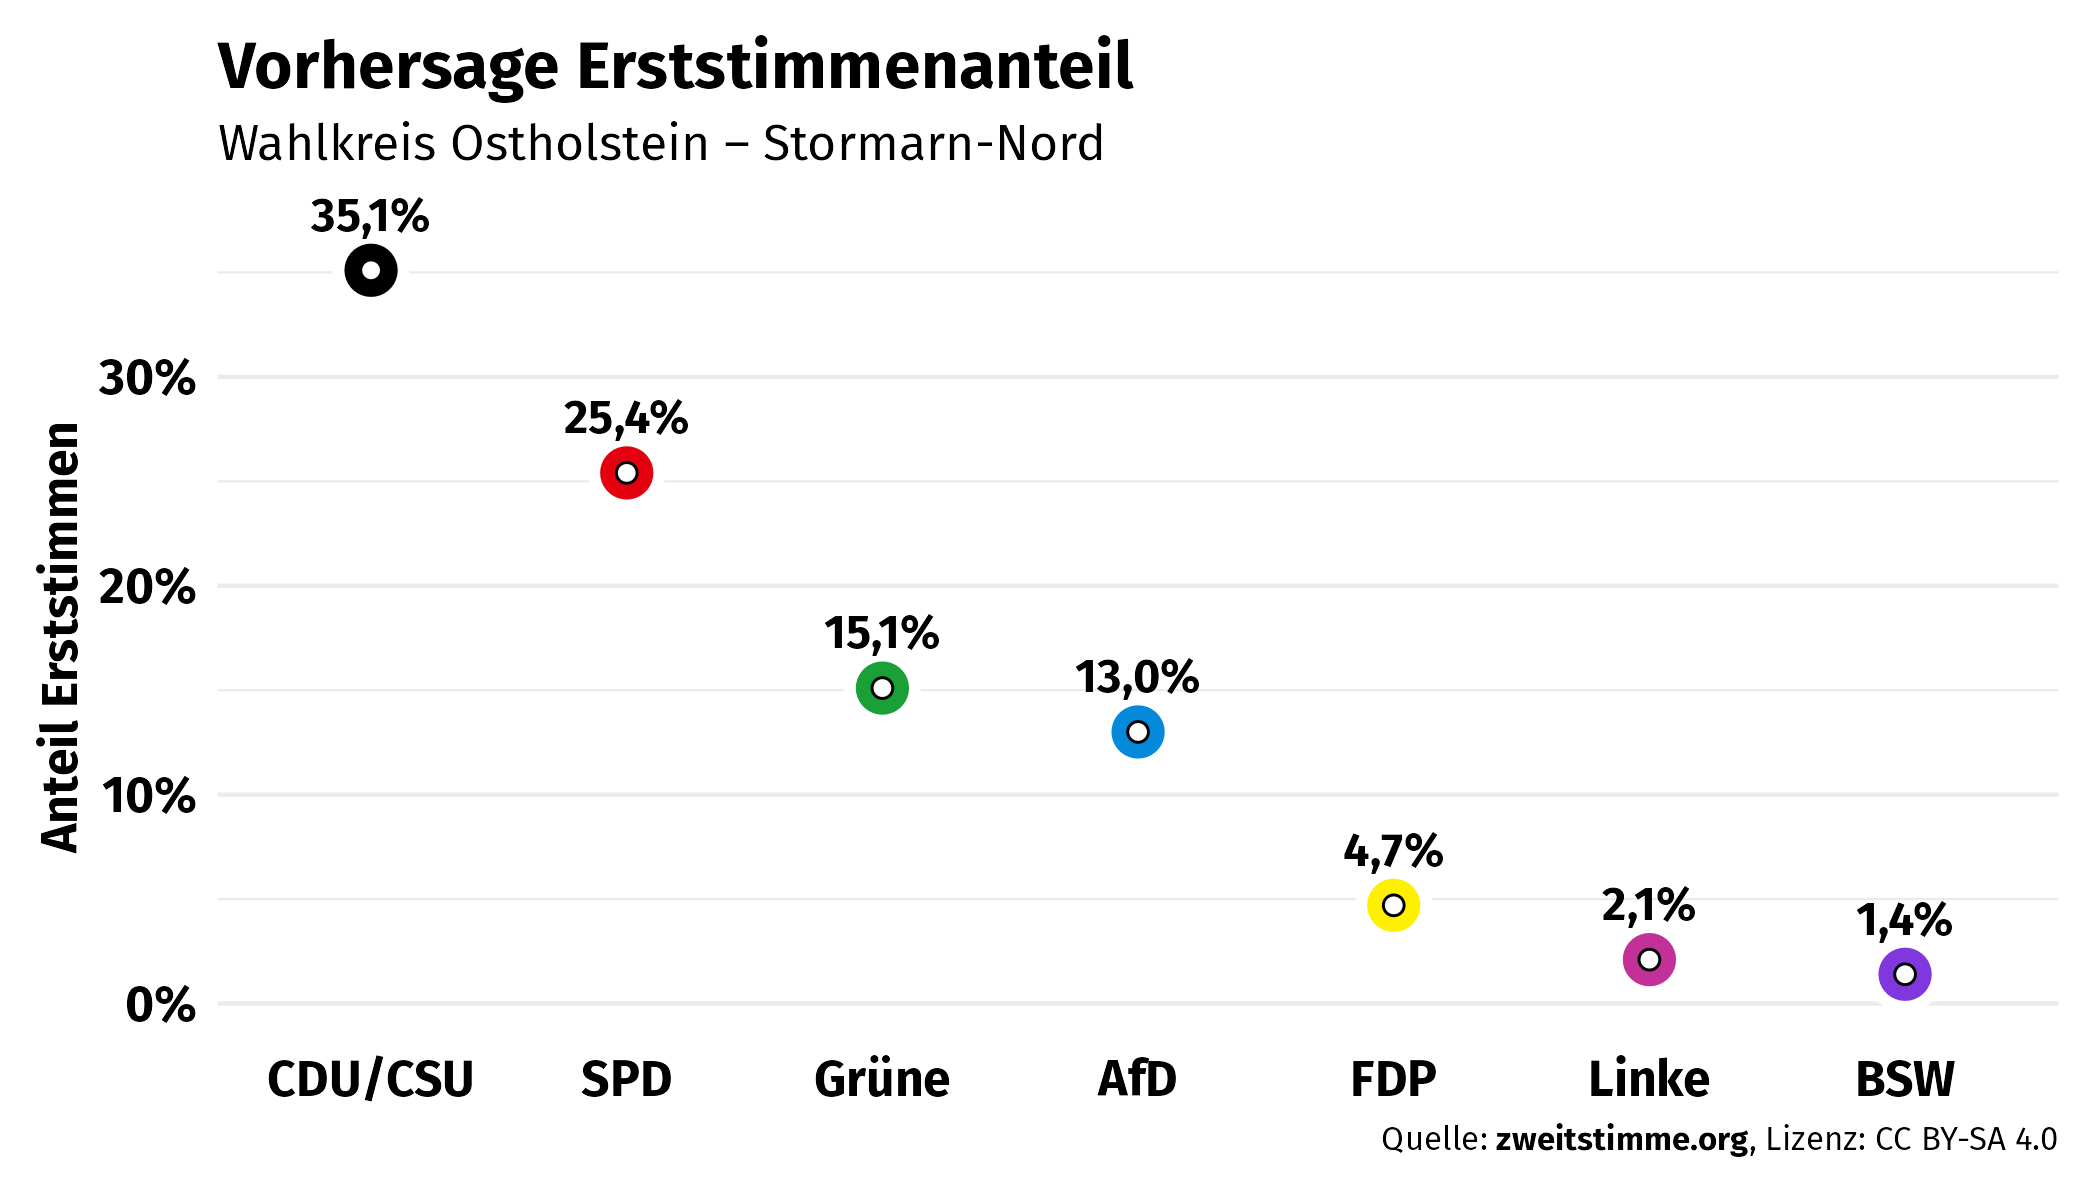 Vorhersage Erststimmenanteil
Wahlkreis Ostholstein – Stormarn-Nord
35,1%
30%
25,4%
20%
15,1%
13,0%
10%
4,7%
2,1%
1,4%
0%
Anteil Erststimmen
CDU/CSU SPD Grüne AfD FDP Linke BSW
Quelle: zweitstimme.org, Lizenz: CC BY-SA 4.0